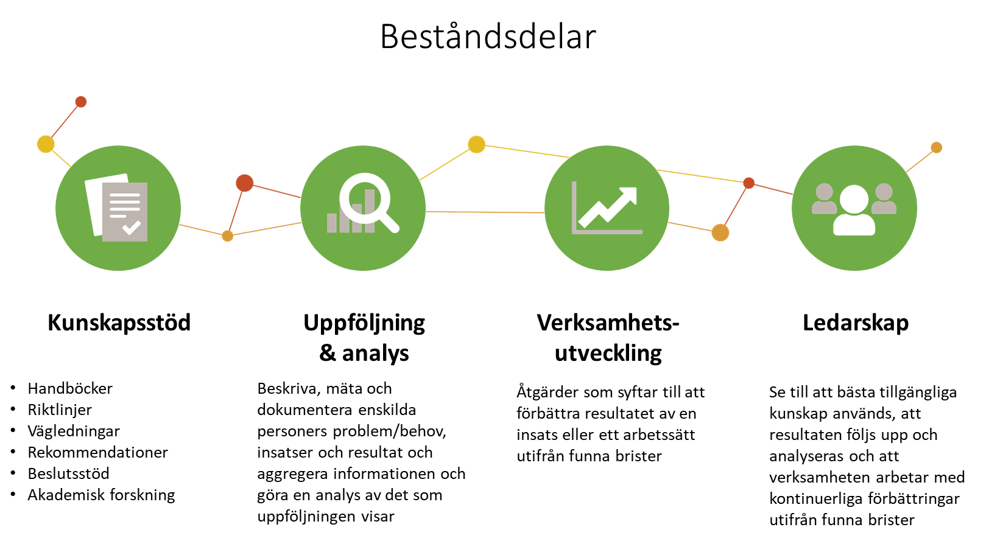 Beståndsdelar
Kunskapsstöd
• Handböcker
• Riktlinjer
• Vägledningar
• Rekommendationer
• Beslutsstöd
• Akademisk forskning
Uppföljning
& analys
Beskriva, mäta och
dokumentera enskilda
personers problem/behov,
insatser och resultat och
aggregera informationen och
göra en analys av det som
uppföljningen visar
Verksamhets-
utveckling
Åtgärder som syftar till att
förbättra resultatet av en
insats eller ett arbetssätt
utifrån funna brister
Ledarskap
Se till att bästa tillgängliga
kunskap används, att
resultaten följs upp och
analyseras och att
verksamheten arbetar med
kontinuerliga förbättringar
utifrån funna brister